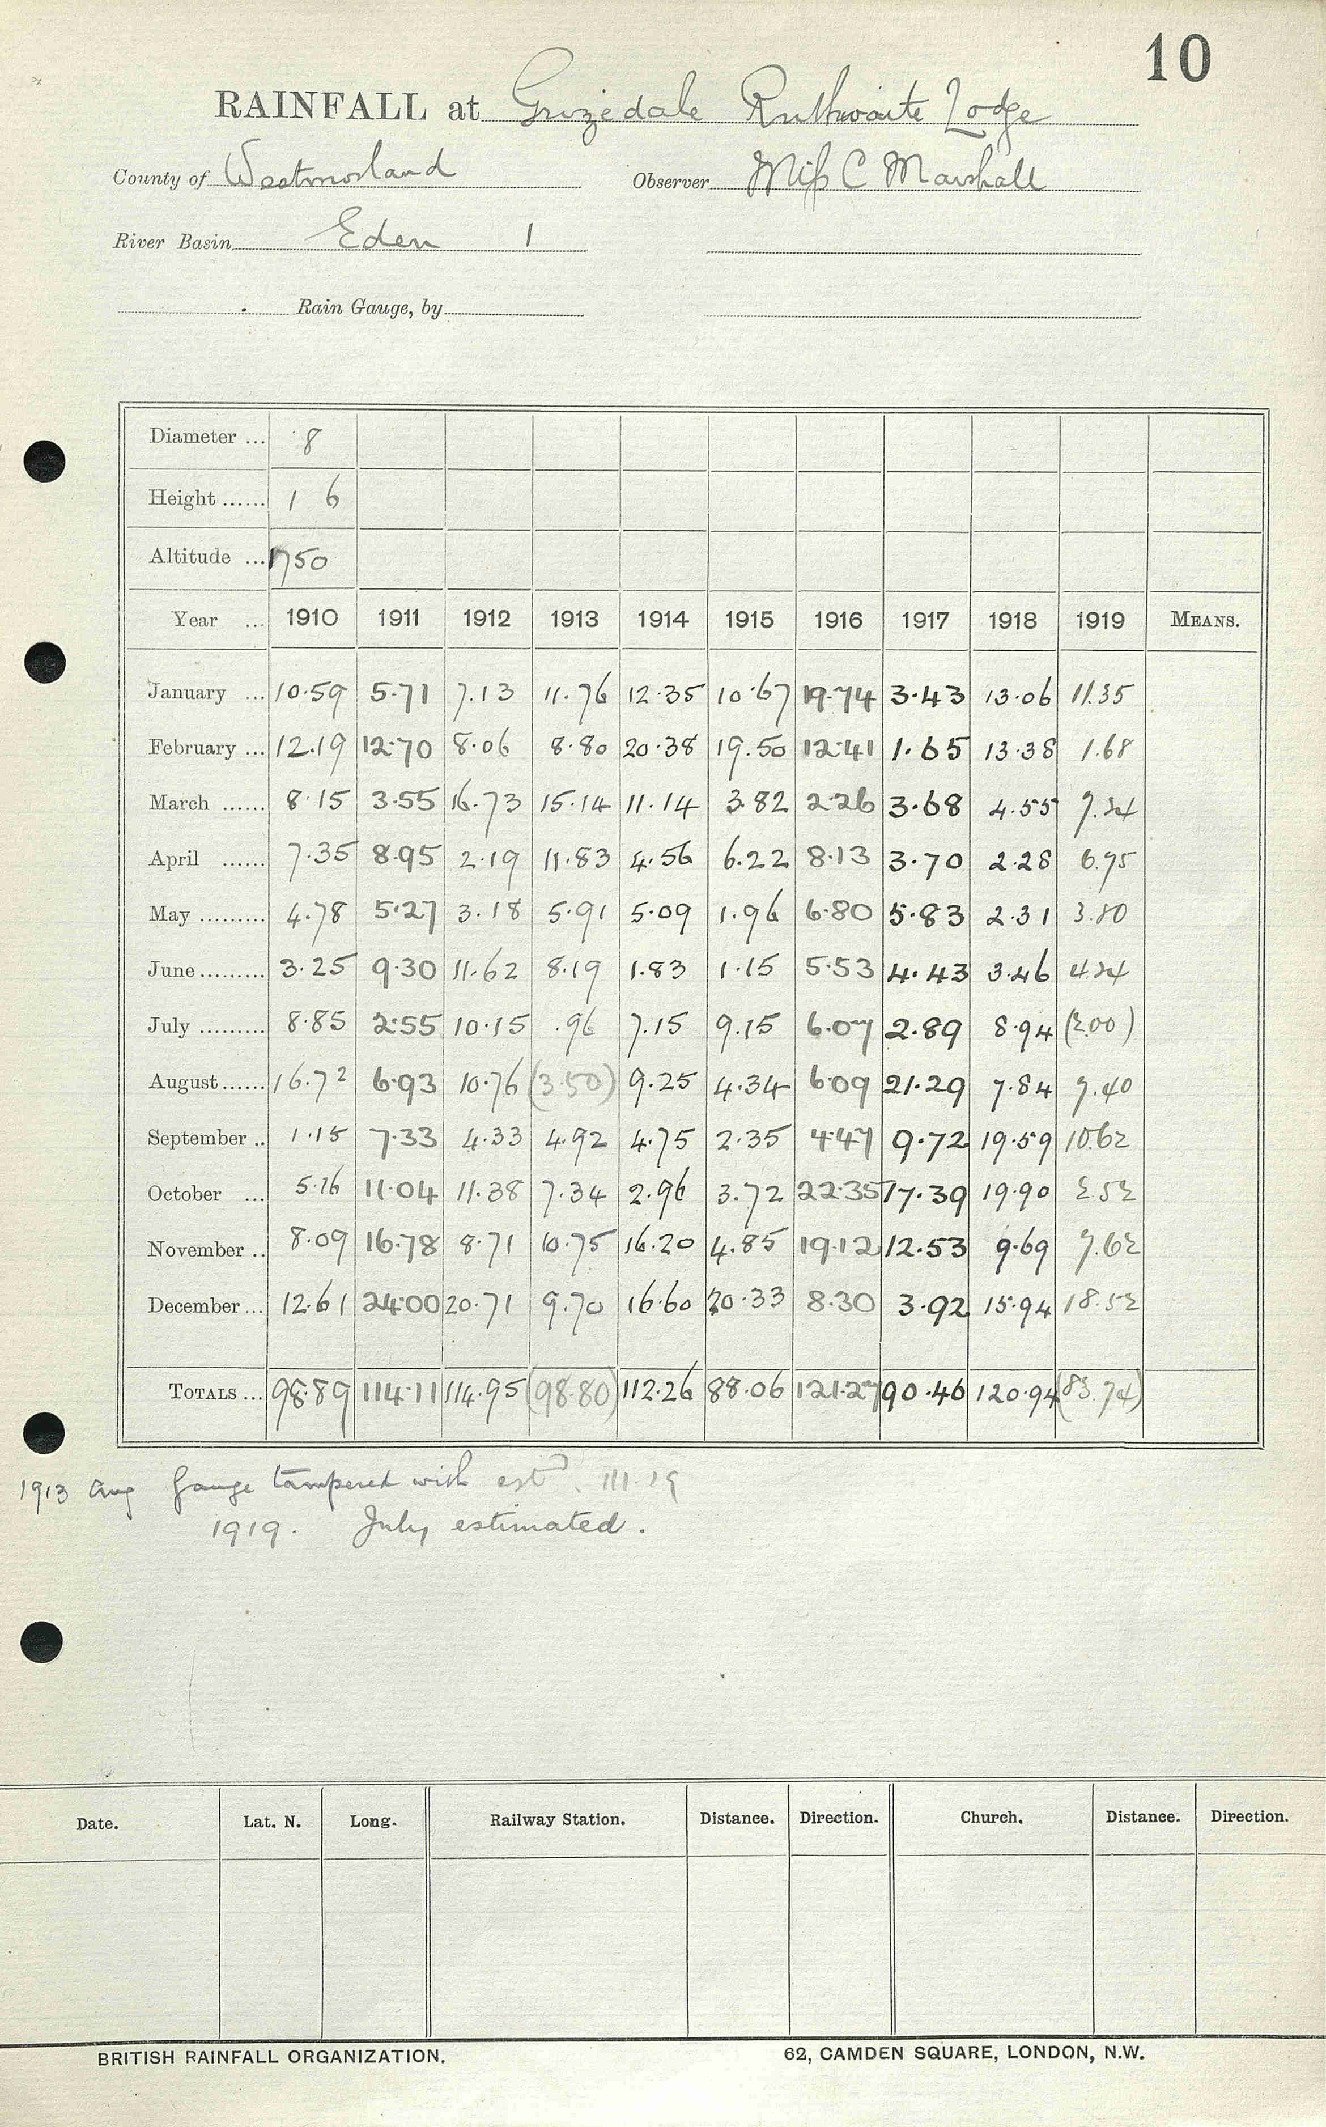 10
RAINFALL at Grizedale Ruthwaite Lodge
County of Westmorland Observer Miss C Marshall
River Basin Eden 1
Rain Gauge, by
Diameter ... 8
Height ...... 1 6
Altitude ... 1750
Year ... 1910 1911 1912 1913 1914 1915 1916 1917 1918 1919 MEANS.
January ... 10.59 5.71 7.13 11.76 12.35 10.67 19.74 3.43 13.06 11.35
February ... 12.19 12.70 8.06 8.80 20.38 19.50 12.41 1.65 13.38 1.68
March ...... 8.15 3.55 16.73 15.14 11.14 3.82 2.26 3.68 4.55 7.24
April ...... 7.35 8.95 2.19 11.83 4.56 6.22 8.13 3.70 2.28 6.75
May ......... 4.78 5.27 3.18 5.91 5.09 1.96 6.80 5.83 2.31 3.80
June ......... 3.25 9.30 11.62 8.19 1.83 1.15 5.53 4.43 3.46 4.24
July ......... 8.85 2.55 10.15 .96 7.15 9.15 6.07 2.89 8.94 (2.00)
August ...... 16.72 6.93 10.76 (3.50) 9.25 4.34 6.09 21.29 7.84 7.40
September .. 1.15 7.33 4.33 4.92 4.75 2.35 4.47 9.72 19.59 10.62
October ... 5.16 11.04 11.38 7.34 2.96 3.72 22.35 17.39 19.90 2.52
November .. 8.09 16.78 8.71 10.75 16.20 4.85 19.12 12.53 9.69 7.62
December ... 12.61 24.00 20.71 9.70 16.60 20.33 8.30 3.92 15.94 18.52
TOTALS ... 98.89 114.11 114.95 (98.80) 112.26 88.06 121.27 90.46 120.94 (83.74)
1913 Aug Gauge tampered with estd. III.19
1919. July estimated.
Date. Lat. N. Long. Railway Station. Distance. Direction. Church. Distance. Direction.
BRITISH RAINFALL ORGANIZATION. 62, CAMDEN SQUARE, LONDON, N.W.